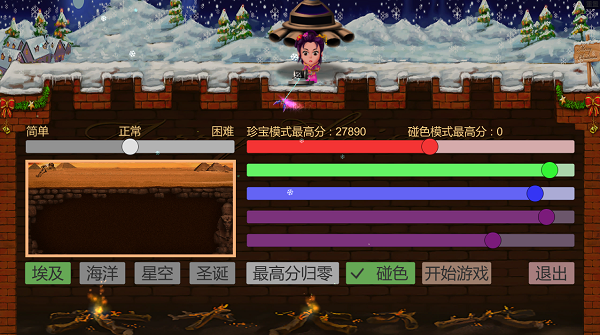 简单 正常 困难 珍宝模式最高分：27890 碰色模式最高分：0
埃及 海洋 星空 圣诞 最高分归零 ✓ 碰色 开始游戏 退出